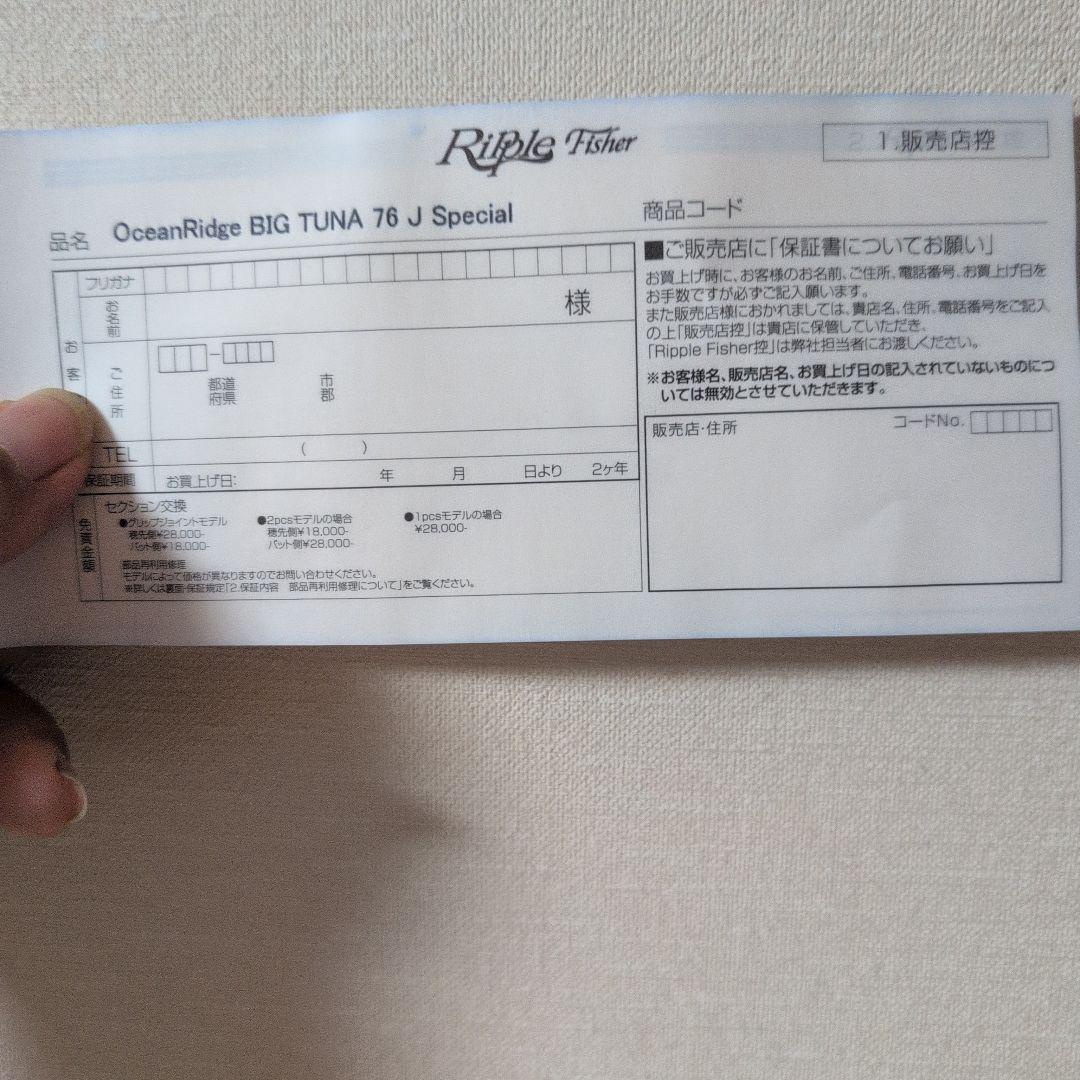 Ripple Fisher
1.販売店控
品名 OceanRidge BIG TUNA 76 J Special
商品コード
フリガナ
お名前
様
お客
ご住所
都道府県
市郡
TEL ( )
保証期間 お買上げ日: 年 月 日より 2ヶ年
免責金額
セクション交換
●グリップジョイントモデル
穂先側¥28,000-
バット側¥18,000-
●2pcsモデルの場合
穂先側¥18,000-
バット側¥28,000-
●1pcsモデルの場合
¥28,000-
部品再利用修理
モデルによって価格が異なりますのでお問い合わせください。
※詳しくは裏面・保証規定「2.保証内容 部品再利用修理について」をご覧ください。
■ご販売店に「保証書についてお願い」
お買上げ時に、お客様のお名前、ご住所、電話番号、お買上げ日を
お手数ですが必ずご記入願います。
また販売店様におかれましては、貴店名、住所、電話番号をご記入
の上「販売店控」は貴店に保管していただき、
「Ripple Fisher控」は弊社担当者にお渡しください。
※お客様名、販売店名、お買上げ日の記入されていないものにつ
いては無効とさせていただきます。
販売店・住所
コードNo.